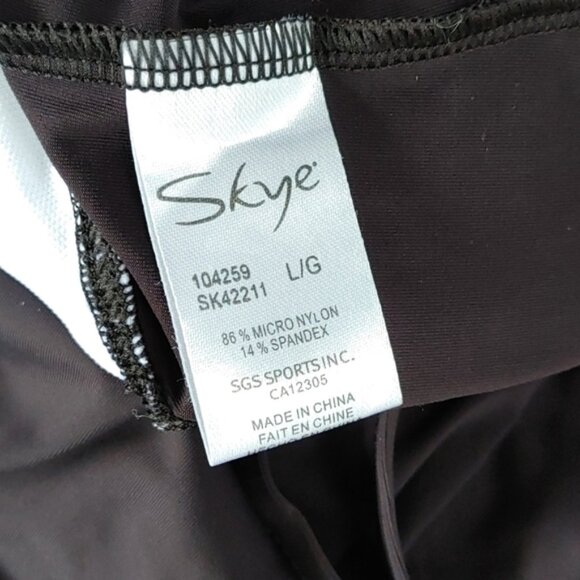 Skye
104259
SK42211 L/G
86% MICRO NYLON
14% SPANDEX
SGS SPORTS INC.
CA12305
MADE IN CHINA
FAIT EN CHINE